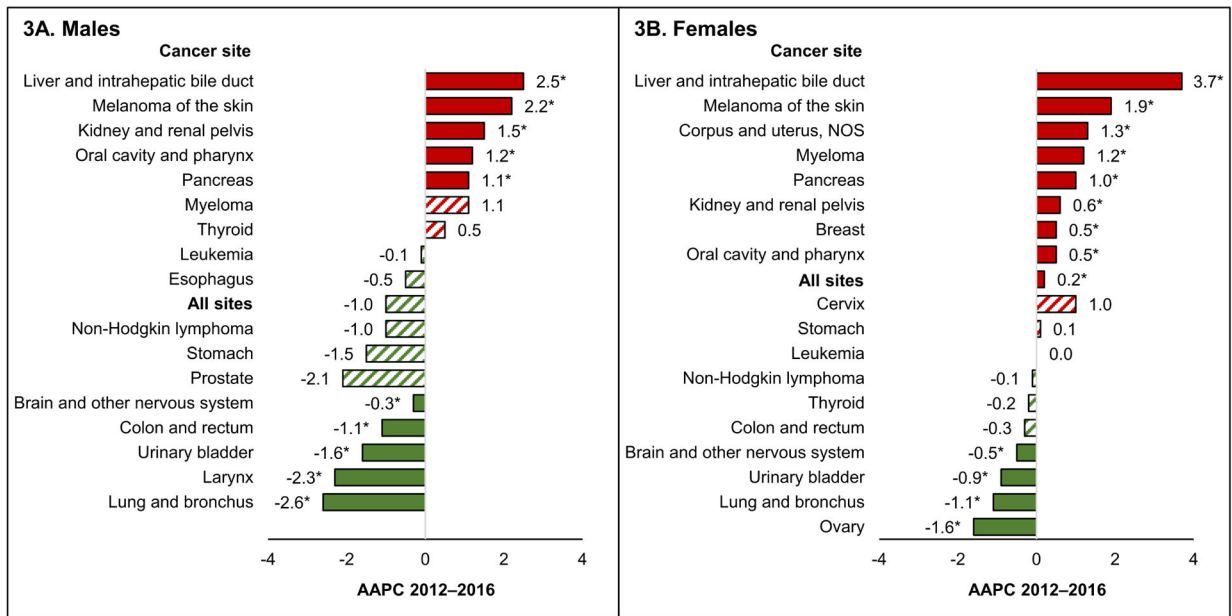 3A. Males
Cancer site
Liver and intrahepatic bile duct 2.5*
Melanoma of the skin 2.2*
Kidney and renal pelvis 1.5*
Oral cavity and pharynx 1.2*
Pancreas 1.1*
Myeloma 1.1
Thyroid 0.5
Leukemia -0.1
Esophagus -0.5
All sites -1.0
Non-Hodgkin lymphoma -1.0
Stomach -1.5
Prostate -2.1
Brain and other nervous system -0.3*
Colon and rectum -1.1*
Urinary bladder -1.6*
Larynx -2.3*
Lung and bronchus -2.6*
-4 -2 0 2 4
AAPC 2012–2016
3B. Females
Cancer site
Liver and intrahepatic bile duct 3.7*
Melanoma of the skin 1.9*
Corpus and uterus, NOS 1.3*
Myeloma 1.2*
Pancreas 1.0*
Kidney and renal pelvis 0.6*
Breast 0.5*
Oral cavity and pharynx 0.5*
All sites 0.2*
Cervix 1.0
Stomach 0.1
Leukemia 0.0
Non-Hodgkin lymphoma -0.1
Thyroid -0.2
Colon and rectum -0.3
Brain and other nervous system -0.5*
Urinary bladder -0.9*
Lung and bronchus -1.1*
Ovary -1.6*
-4 -2 0 2 4
AAPC 2012–2016